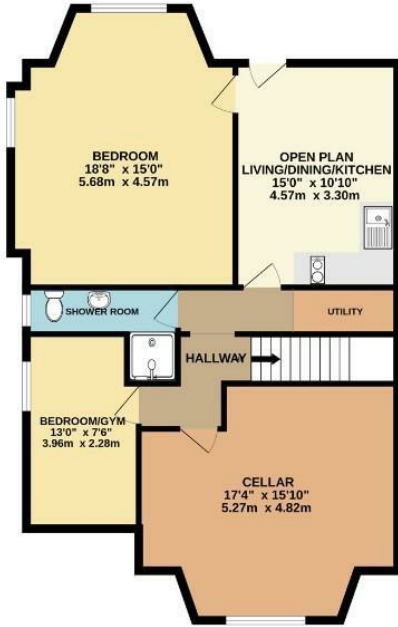 BEDROOM
18'8" x 15'0"
5.68m x 4.57m
OPEN PLAN
LIVING/DINING/KITCHEN
15'0" x 10'10"
4.57m x 3.30m
SHOWER ROOM
UTILITY
HALLWAY
BEDROOM/GYM
13'0" x 7'6"
3.96m x 2.28m
CELLAR
17'4" x 15'10"
5.27m x 4.82m